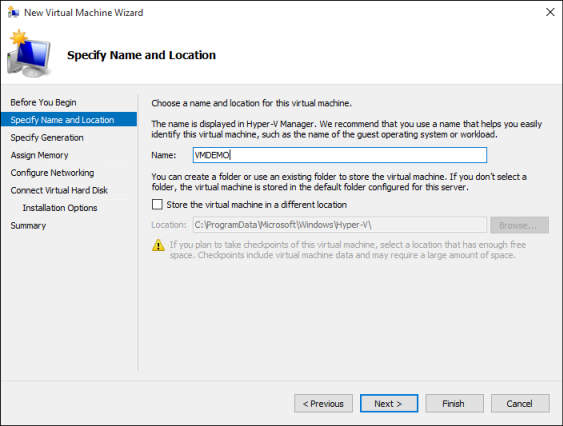 New Virtual Machine Wizard
Specify Name and Location
Before You Begin
Specify Name and Location
Specify Generation
Assign Memory
Configure Networking
Connect Virtual Hard Disk
Installation Options
Summary
Choose a name and location for this virtual machine.
The name is displayed in Hyper-V Manager. We recommend that you use a name that helps you easily
identify this virtual machine, such as the name of the guest operating system or workload.
Name: VMDEMO
You can create a folder or use an existing folder to store the virtual machine. If you don't select a
folder, the virtual machine is stored in the default folder configured for this server.
Store the virtual machine in a different location
Location: C:\ProgramData\Microsoft\Windows\Hyper-V\ Browse...
If you plan to take checkpoints of this virtual machine, select a location that has enough free
space. Checkpoints include virtual machine data and may require a large amount of space.
< Previous Next > Finish Cancel